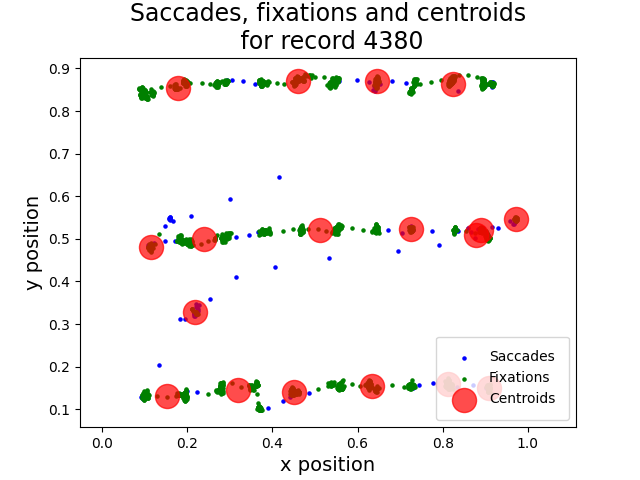 Saccades, fixations and centroids
for record 4380
0.9
0.8
0.7
0.6
0.5
0.4
0.3
0.2
0.1
y position
Saccades
Fixations
Centroids
0.0 0.2 0.4 0.6 0.8 1.0
x position